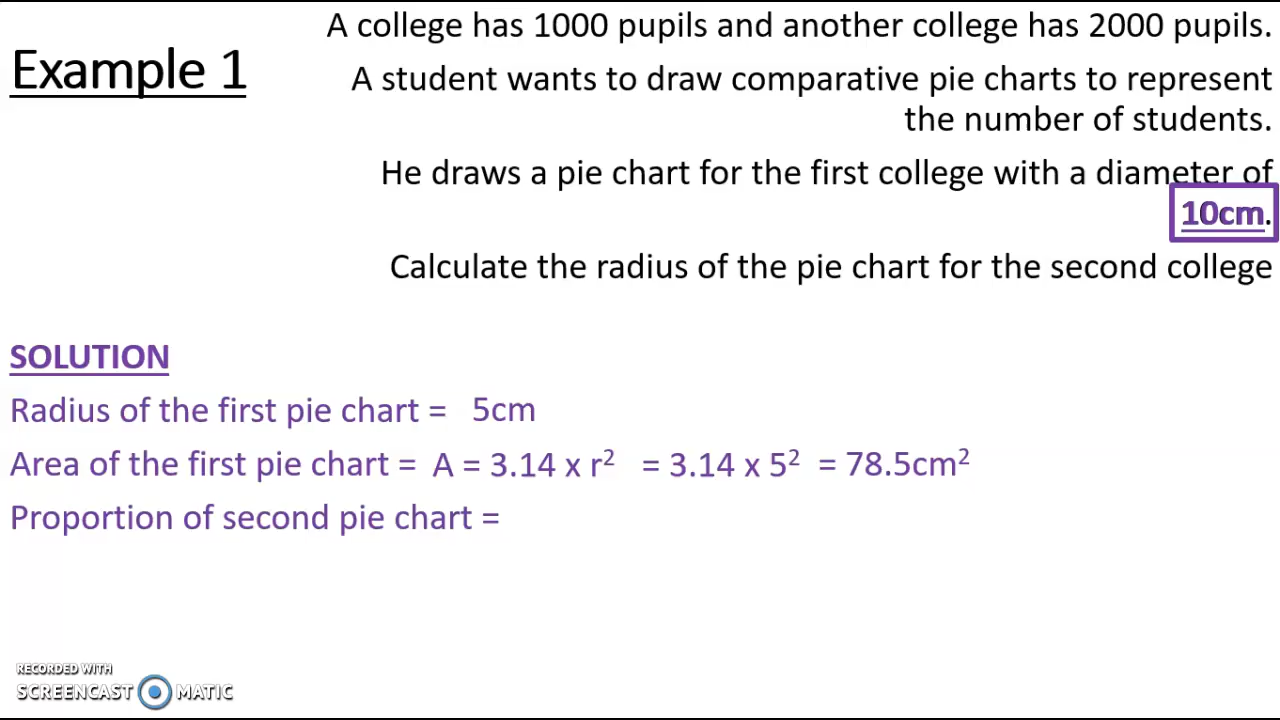 Example 1
A college has 1000 pupils and another college has 2000 pupils.
A student wants to draw comparative pie charts to represent
the number of students.
He draws a pie chart for the first college with a diameter of
10cm.
Calculate the radius of the pie chart for the second college
SOLUTION
Radius of the first pie chart = 5cm
Area of the first pie chart = A = 3.14 x r² = 3.14 x 5² = 78.5cm²
Proportion of second pie chart =
RECORDED WITH
SCREENCAST MATIC